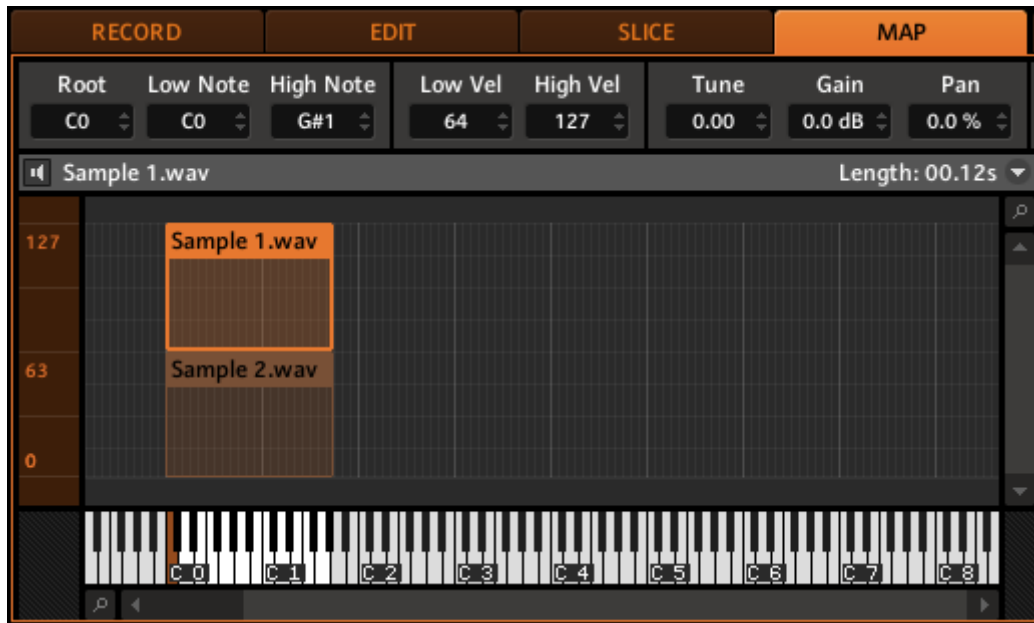 RECORD EDIT SLICE MAP
Root Low Note High Note Low Vel High Vel Tune Gain Pan
C0 C0 G#1 64 127 0.00 0.0 dB 0.0 %
Sample 1.wav Length: 00.12s
127 Sample 1.wav
63 Sample 2.wav
0
C 0 C 1 C 2 C 3 C 4 C 5 C 6 C 7 C 8